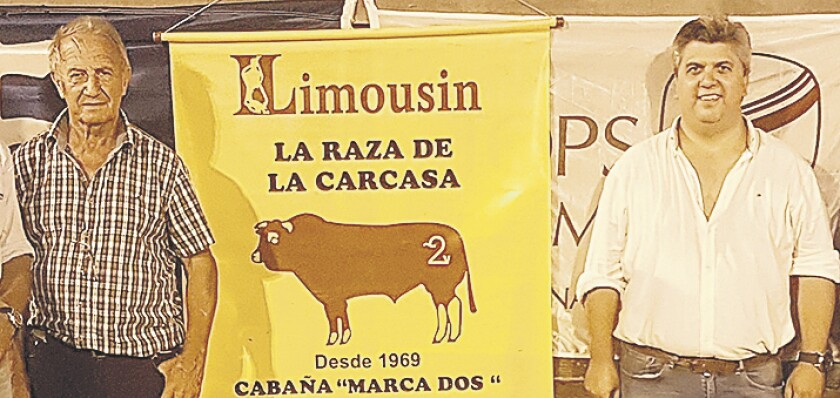 Limousin
LA RAZA DE
LA CARCASA
2
Desde 1969
CABAÑA "MARCA DOS "